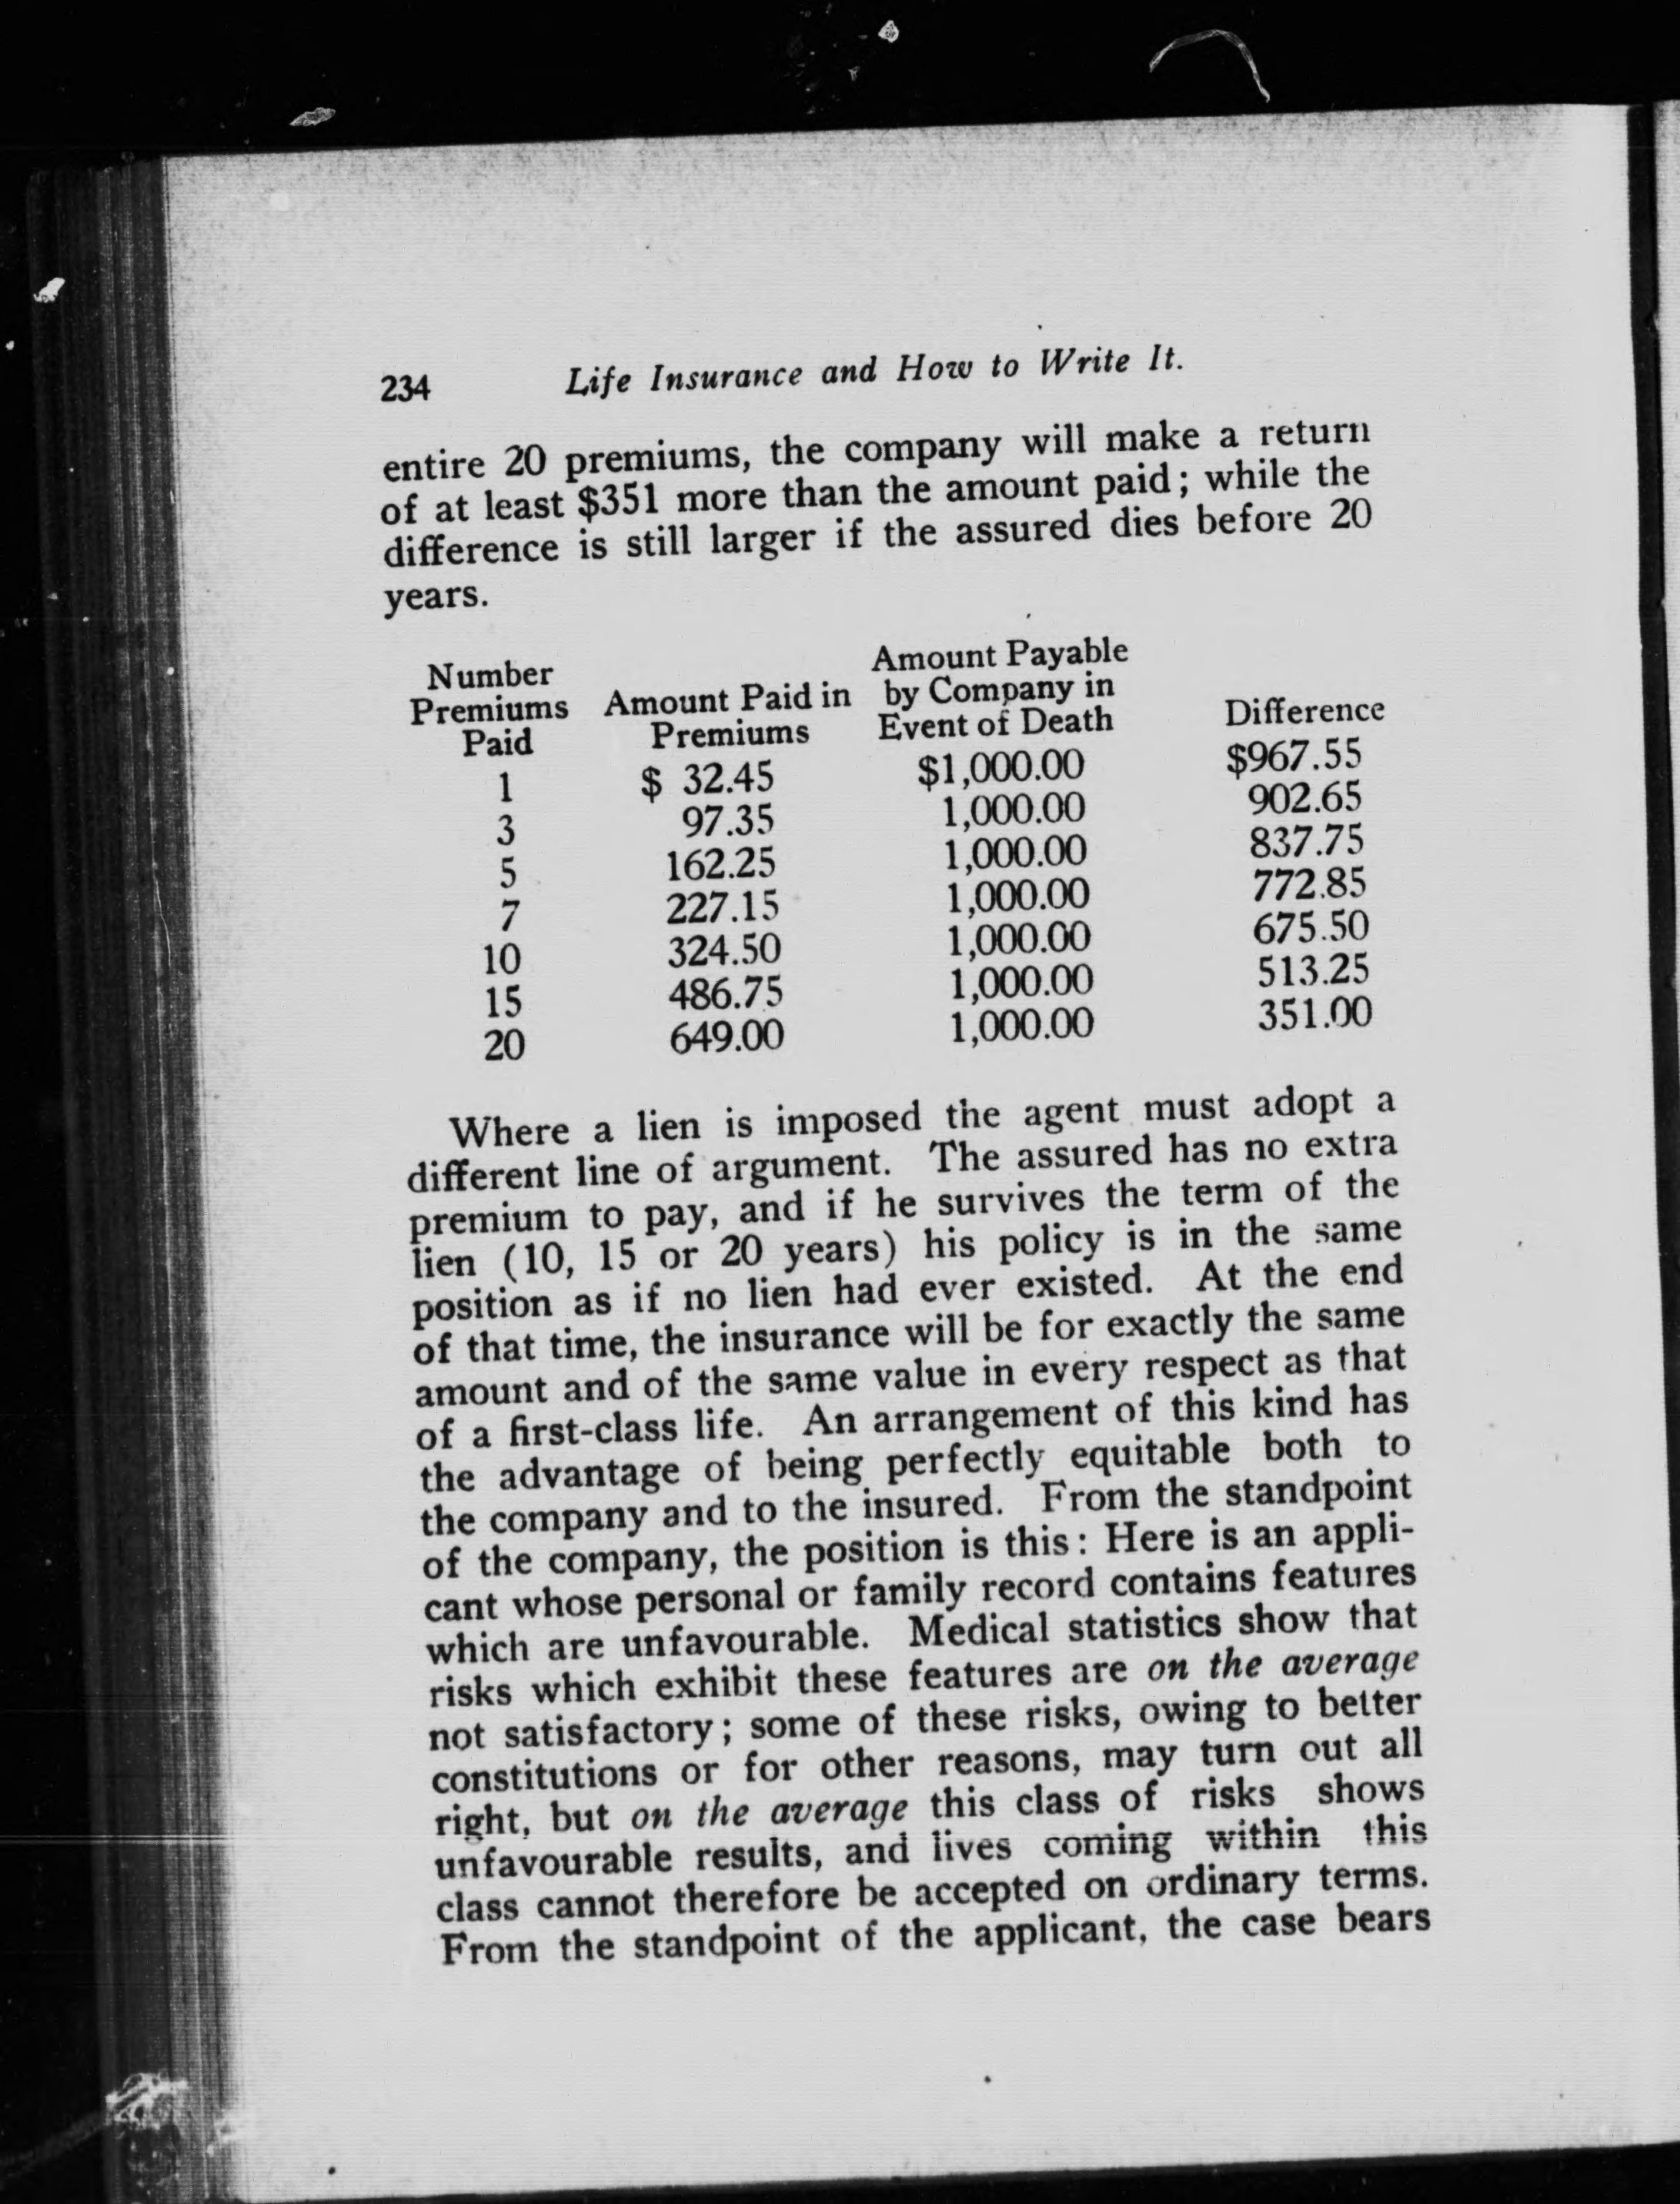 234 Life Insurance and How to Write It.
entire 20 premiums, the company will make a return
of at least $351 more than the amount paid; while the
difference is still larger if the assured dies before 20
years.
Number Premiums Paid Amount Paid in Premiums Amount Payable by Company in Event of Death Difference
1 $ 32.45 $1,000.00 $967.55
3 97.35 1,000.00 902.65
5 162.25 1,000.00 837.75
7 227.15 1,000.00 772.85
10 324.50 1,000.00 675.50
15 486.75 1,000.00 513.25
20 649.00 1,000.00 351.00
Where a lien is imposed the agent must adopt a
different line of argument. The assured has no extra
premium to pay, and if he survives the term of the
lien (10, 15 or 20 years) his policy is in the same
position as if no lien had ever existed. At the end
of that time, the insurance will be for exactly the same
amount and of the same value in every respect as that
of a first-class life. An arrangement of this kind has
the advantage of being perfectly equitable both to
the company and to the insured. From the standpoint
of the company, the position is this: Here is an appli-
cant whose personal or family record contains features
which are unfavourable. Medical statistics show that
risks which exhibit these features are on the average
not satisfactory; some of these risks, owing to better
constitutions or for other reasons, may turn out all
right, but on the average this class of risks shows
unfavourable results, and lives coming within this
class cannot therefore be accepted on ordinary terms.
From the standpoint of the applicant, the case bears